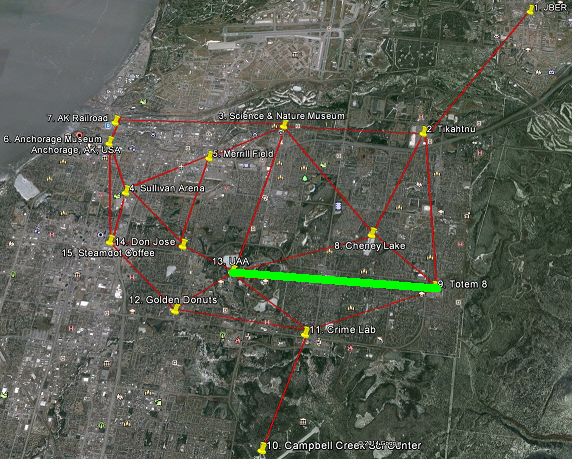 1. JBER
7. AK Railroad
3. Science & Nature Museum
2. Tikahtnu
6. Anchorage Museum
Anchorage, AK, USA
5. Merrill Field
4. Sullivan Arena
14. Don Jose
8. Cheney Lake
15. Steamdot Coffee
13. UAA
9. Totem 8
12. Golden Donuts
11. Crime Lab
10. Campbell Creek Sci Center